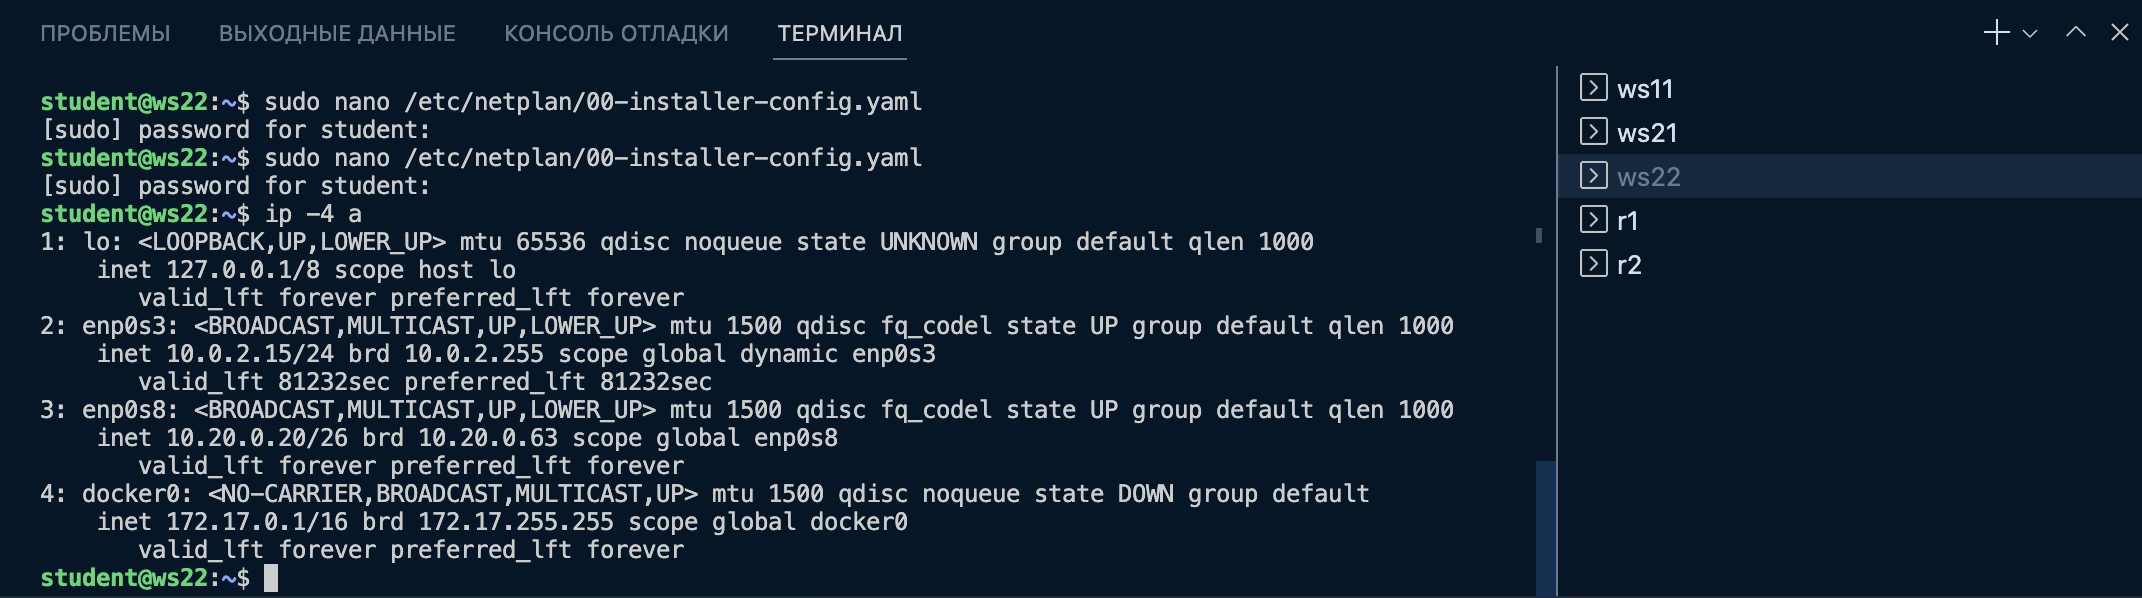 ПРОБЛЕМЫ ВЫХОДНЫЕ ДАННЫЕ КОНСОЛЬ ОТЛАДКИ ТЕРМИНАЛ
student@ws22:~$ sudo nano /etc/netplan/00-installer-config.yaml
[sudo] password for student:
student@ws22:~$ sudo nano /etc/netplan/00-installer-config.yaml
[sudo] password for student:
student@ws22:~$ ip -4 a
1: lo: <LOOPBACK,UP,LOWER_UP> mtu 65536 qdisc noqueue state UNKNOWN group default qlen 1000
    inet 127.0.0.1/8 scope host lo
       valid_lft forever preferred_lft forever
2: enp0s3: <BROADCAST,MULTICAST,UP,LOWER_UP> mtu 1500 qdisc fq_codel state UP group default qlen 1000
    inet 10.0.2.15/24 brd 10.0.2.255 scope global dynamic enp0s3
       valid_lft 81232sec preferred_lft 81232sec
3: enp0s8: <BROADCAST,MULTICAST,UP,LOWER_UP> mtu 1500 qdisc fq_codel state UP group default qlen 1000
    inet 10.20.0.20/26 brd 10.20.0.63 scope global enp0s8
       valid_lft forever preferred_lft forever
4: docker0: <NO-CARRIER,BROADCAST,MULTICAST,UP> mtu 1500 qdisc noqueue state DOWN group default
    inet 172.17.0.1/16 brd 172.17.255.255 scope global docker0
       valid_lft forever preferred_lft forever
student@ws22:~$
ws11
ws21
ws22
r1
r2